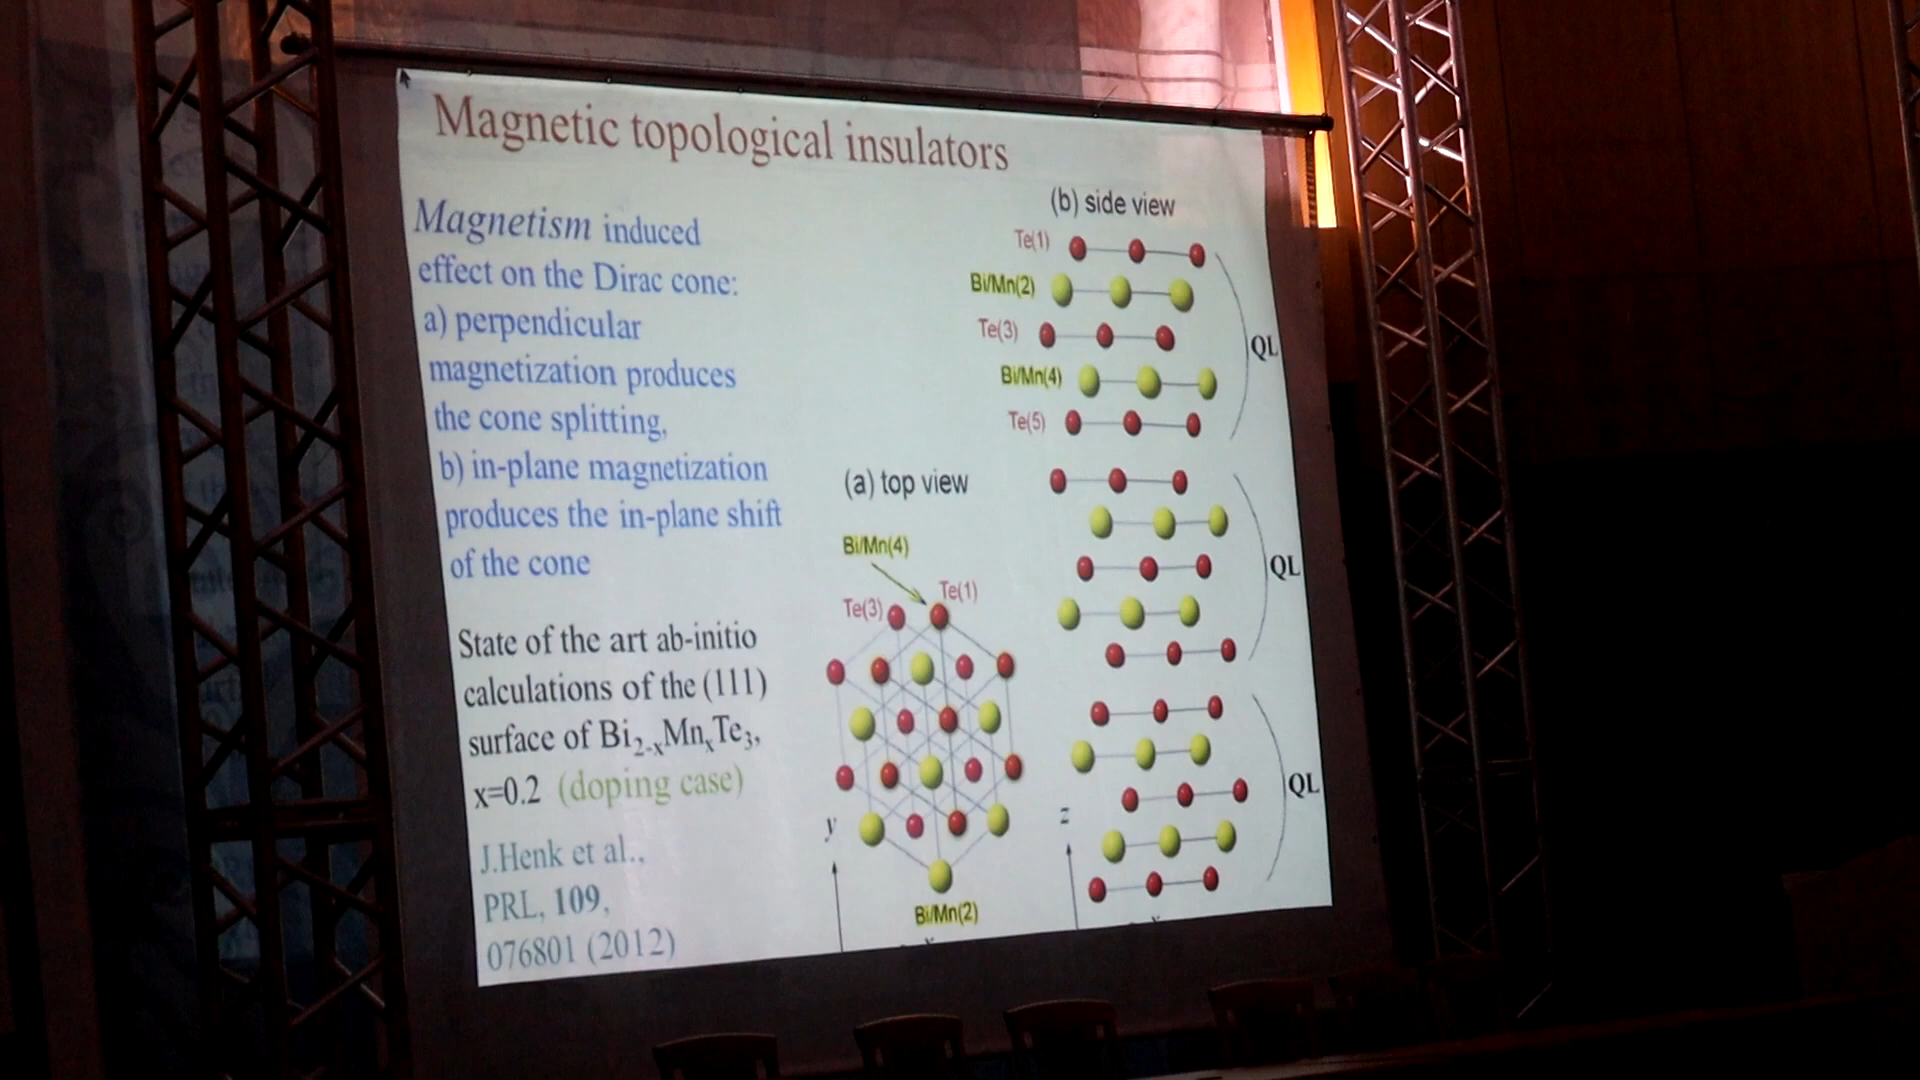 Magnetic topological insulators
Magnetism induced
effect on the Dirac cone:
a) perpendicular
magnetization produces
the cone splitting,
b) in-plane magnetization
produces the in-plane shift
of the cone
State of the art ab-initio
calculations of the (111)
surface of Bi₂₋ₓMnₓTe₃,
x=0.2 (doping case)
J.Henk et al.,
PRL, 109,
076801 (2012)
(a) top view
Bi/Mn(4)
Te(3)
Te(1)
y
Bi/Mn(2)
x
(b) side view
Te(1)
Bi/Mn(2)
Te(3)
Bi/Mn(4)
Te(5)
QL
QL
QL
z
x